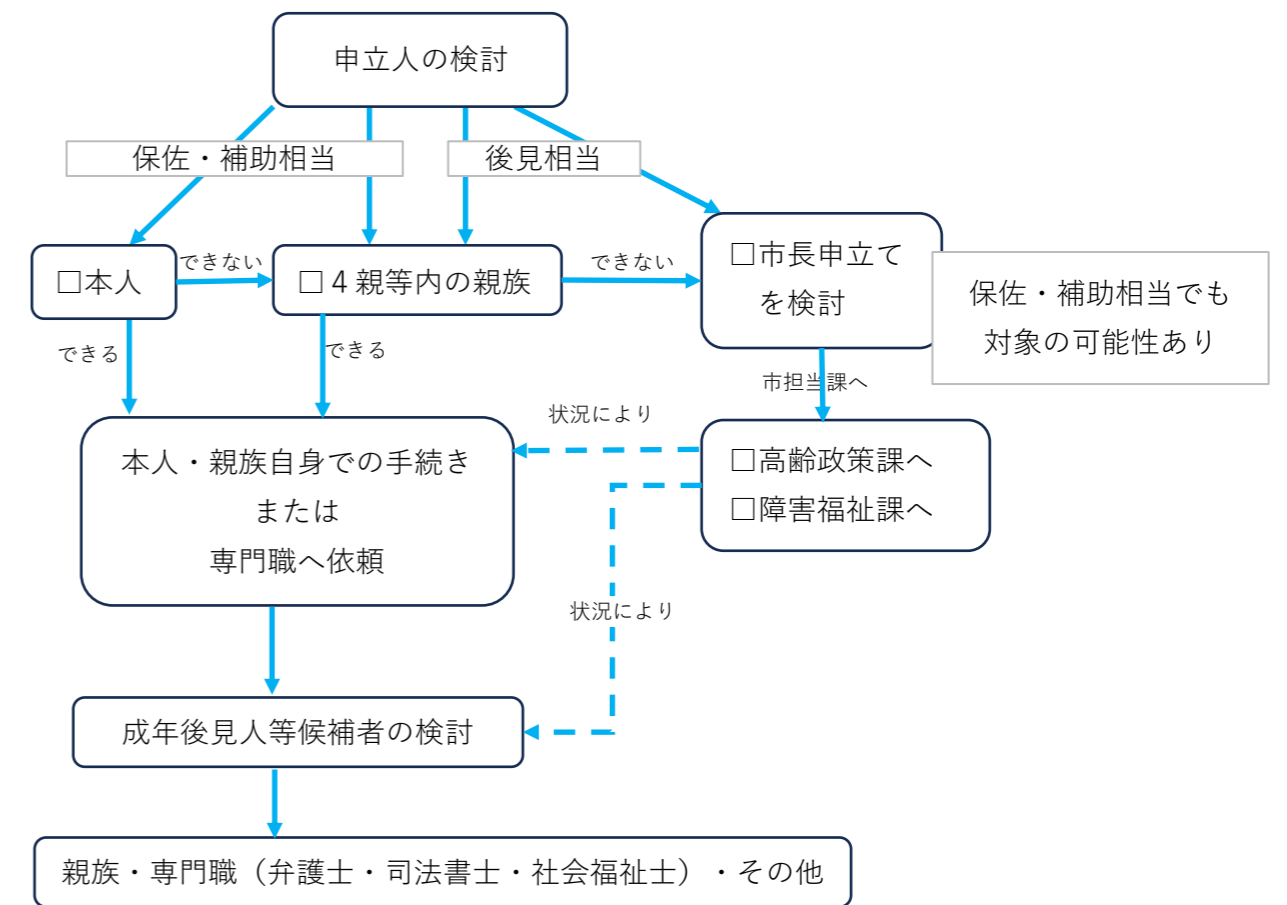 申立人の検討
保佐・補助相当
後見相当
□本人
できない
□４親等内の親族
できない
□市長申立て
を検討
保佐・補助相当でも
対象の可能性あり
できる
できる
市担当課へ
状況により
本人・親族自身での手続き
または
専門職へ依頼
□高齢政策課へ
□障害福祉課へ
状況により
成年後見人等候補者の検討
親族・専門職（弁護士・司法書士・社会福祉士）・その他